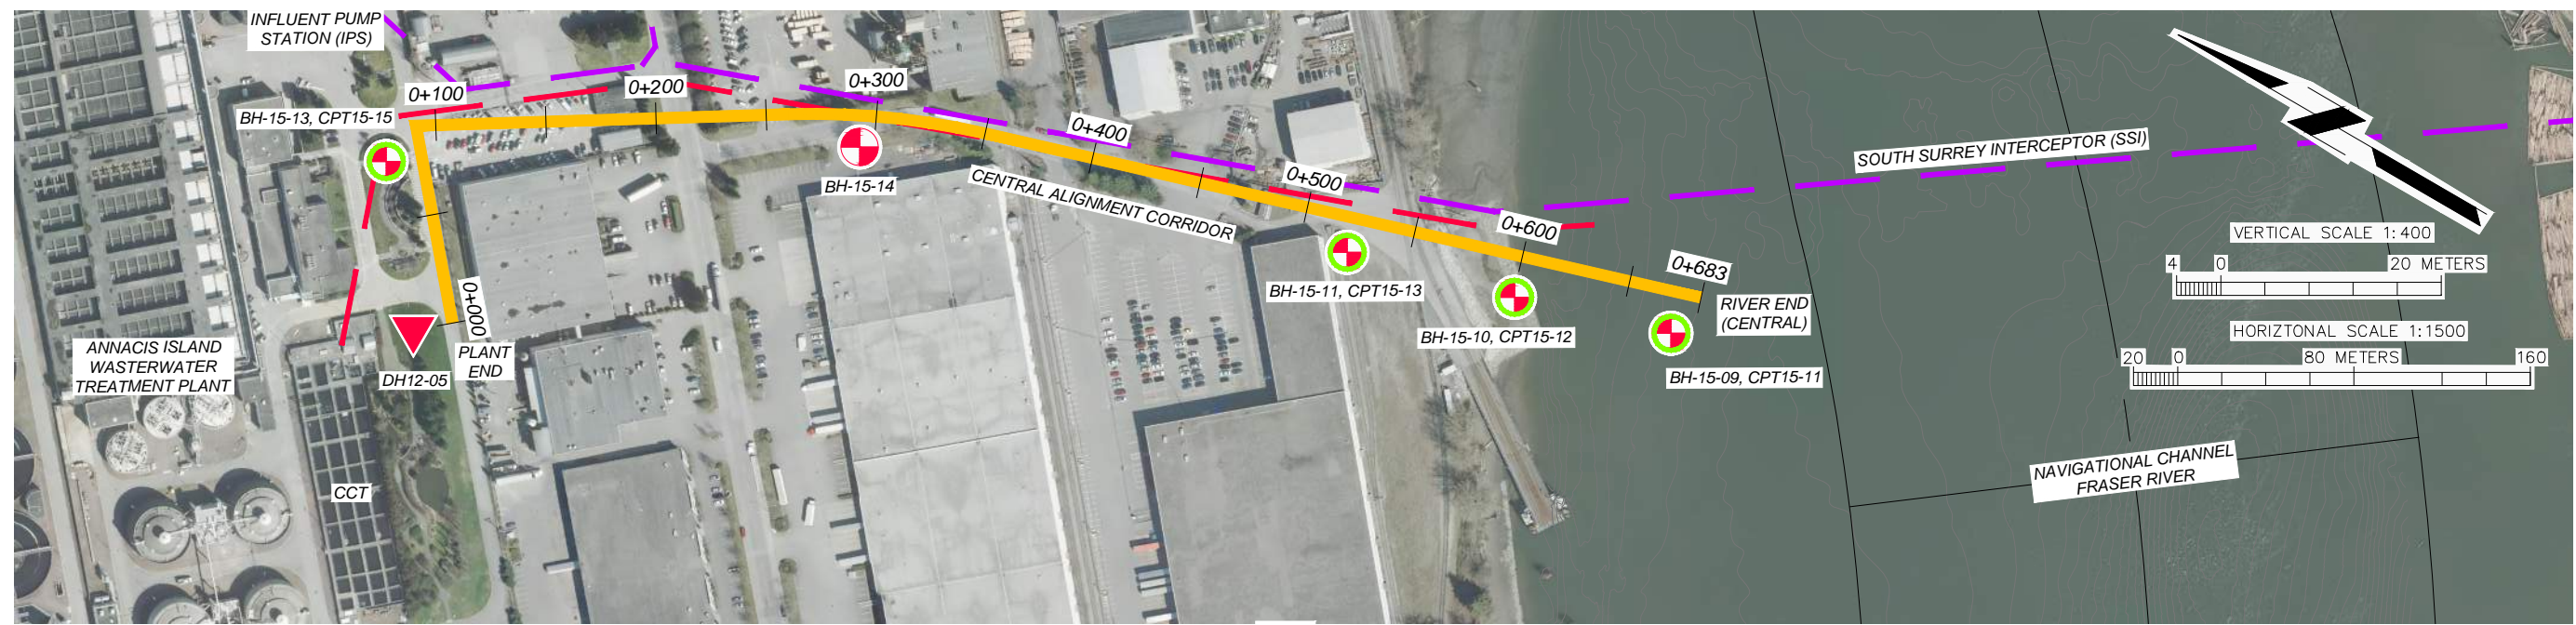 INFLUENT PUMP
STATION (IPS)
0+100
0+200
0+300
BH-15-13, CPT15-15
BH-15-14
0+400
CENTRAL ALIGNMENT CORRIDOR
0+500
0+600
0+683
SOUTH SURREY INTERCEPTOR (SSI)
VERTICAL SCALE 1:400
4 0 20 METERS
HORIZTONAL SCALE 1:1500
20 0 80 METERS 160
BH-15-11, CPT15-13
BH-15-10, CPT15-12
RIVER END
(CENTRAL)
BH-15-09, CPT15-11
0+000
PLANT
END
DH12-05
ANNACIS ISLAND
WASTERWATER
TREATMENT PLANT
CCT
NAVIGATIONAL CHANNEL
FRASER RIVER